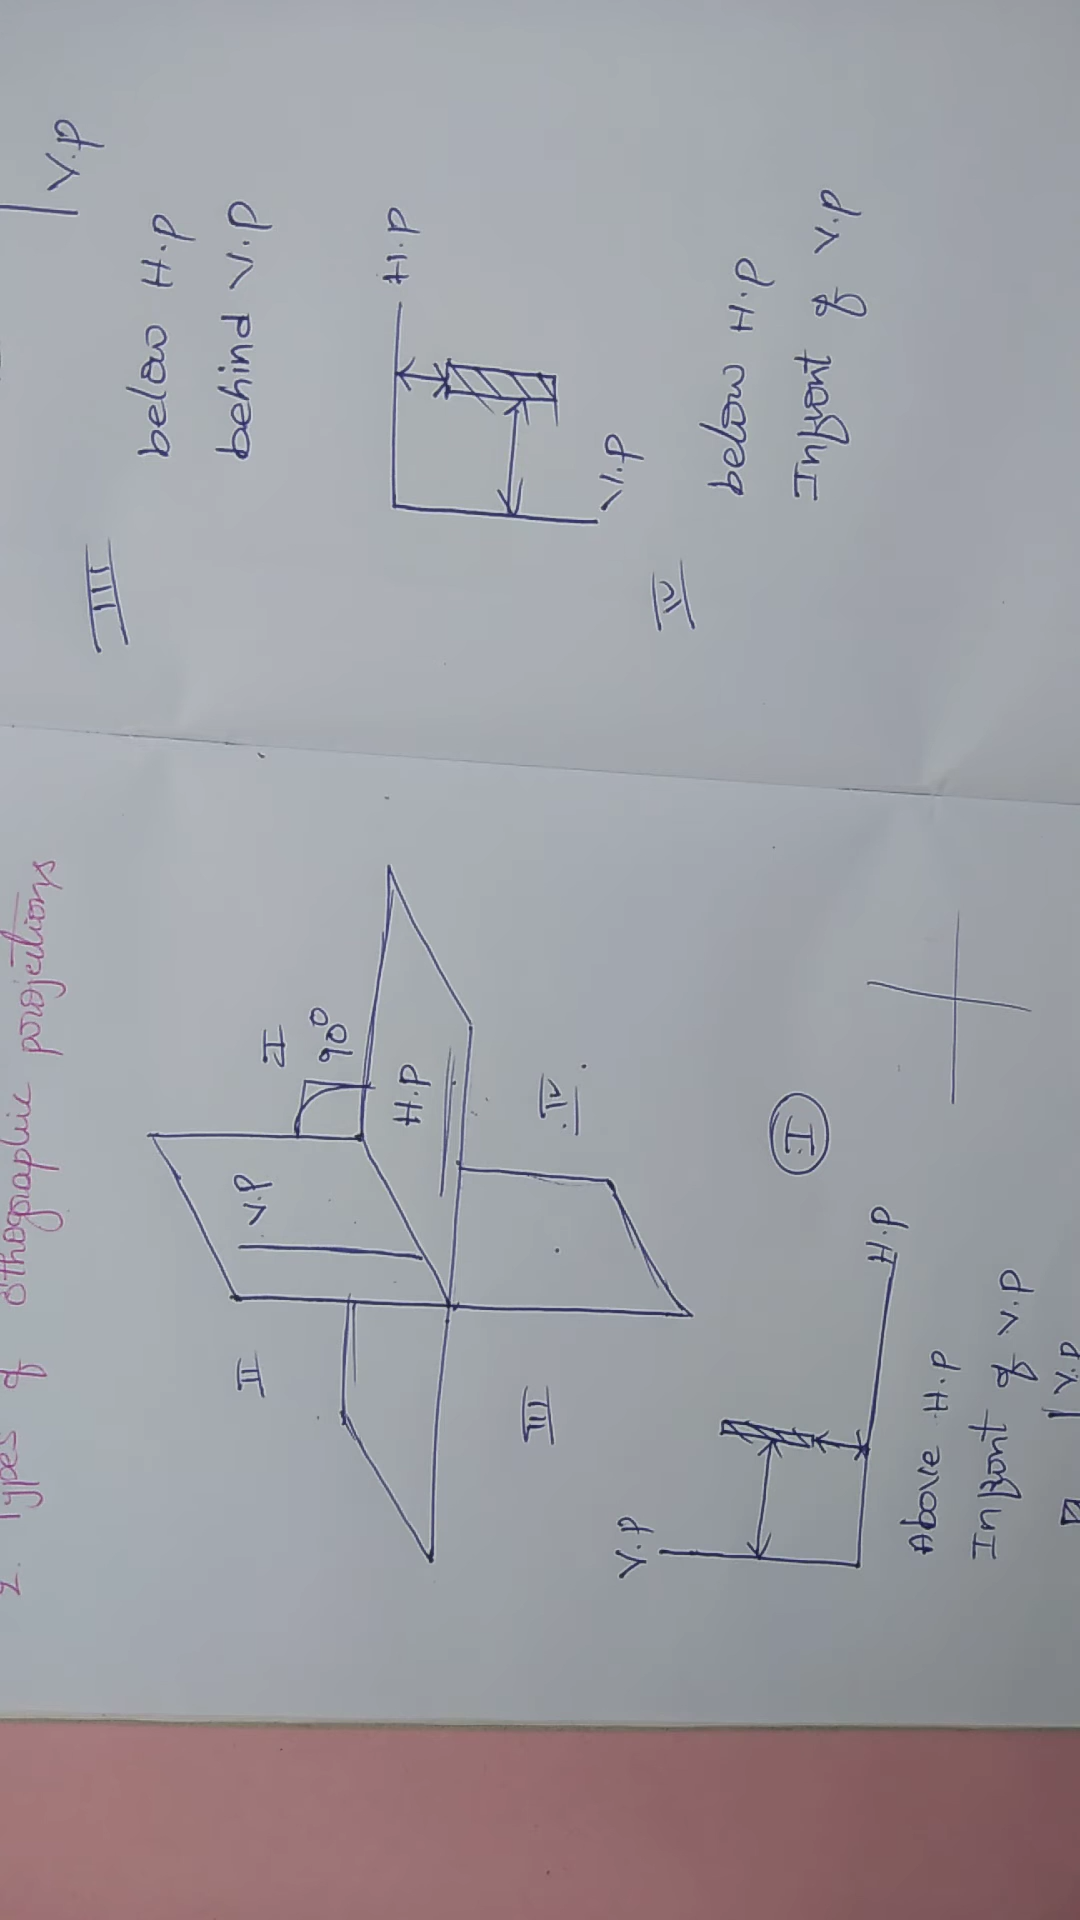 2. Types of Orthographic projections
I
90°
V.P
H.P
II
III
IV
I
V.P
H.P
Above H.P
Infront of V.P
V.P
V.P
III
below H.P
behind V.P
H.P
V.P
IV
below H.P
Infront of V.P